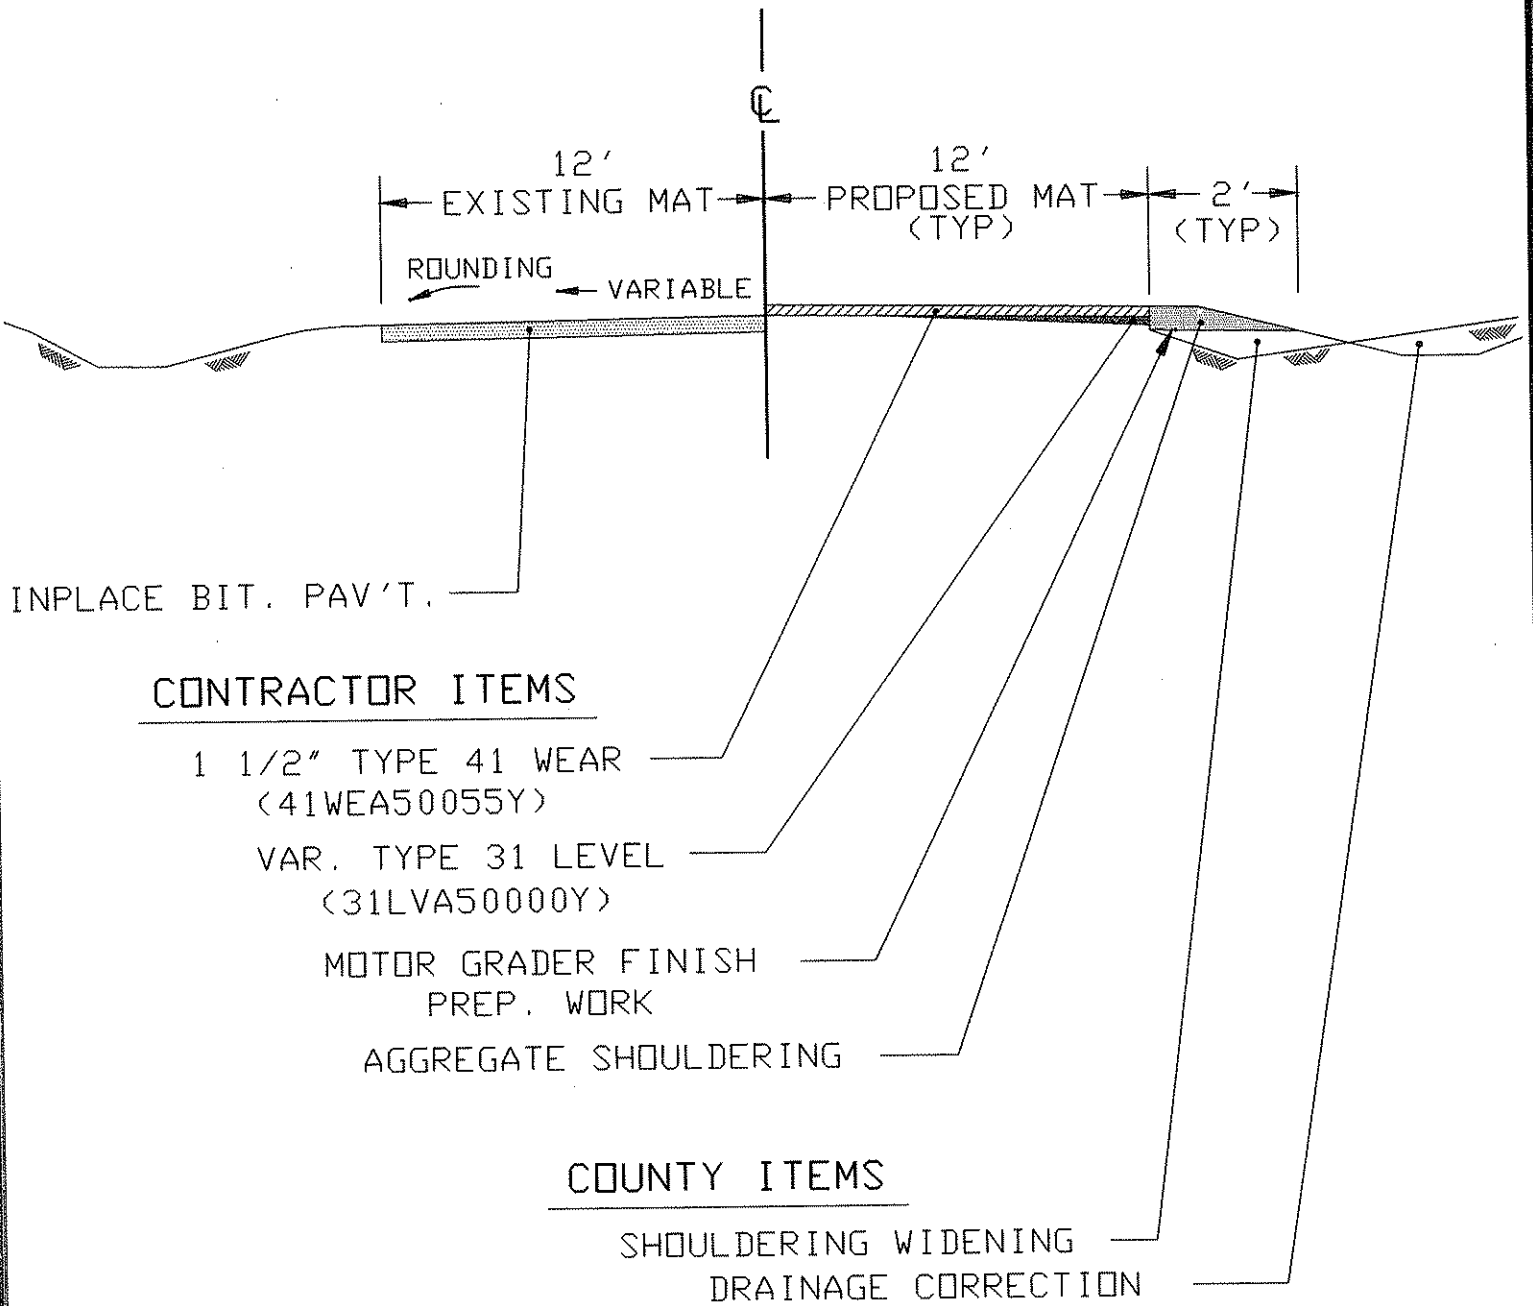 ℄
12'
EXISTING MAT
12'
PROPOSED MAT
(TYP)
2'
(TYP)
ROUNDING
VARIABLE
INPLACE BIT. PAV'T.
CONTRACTOR ITEMS
1 1/2" TYPE 41 WEAR
(41WEA50055Y)
VAR. TYPE 31 LEVEL
(31LVA50000Y)
MOTOR GRADER FINISH
PREP. WORK
AGGREGATE SHOULDERING
COUNTY ITEMS
SHOULDERING WIDENING
DRAINAGE CORRECTION